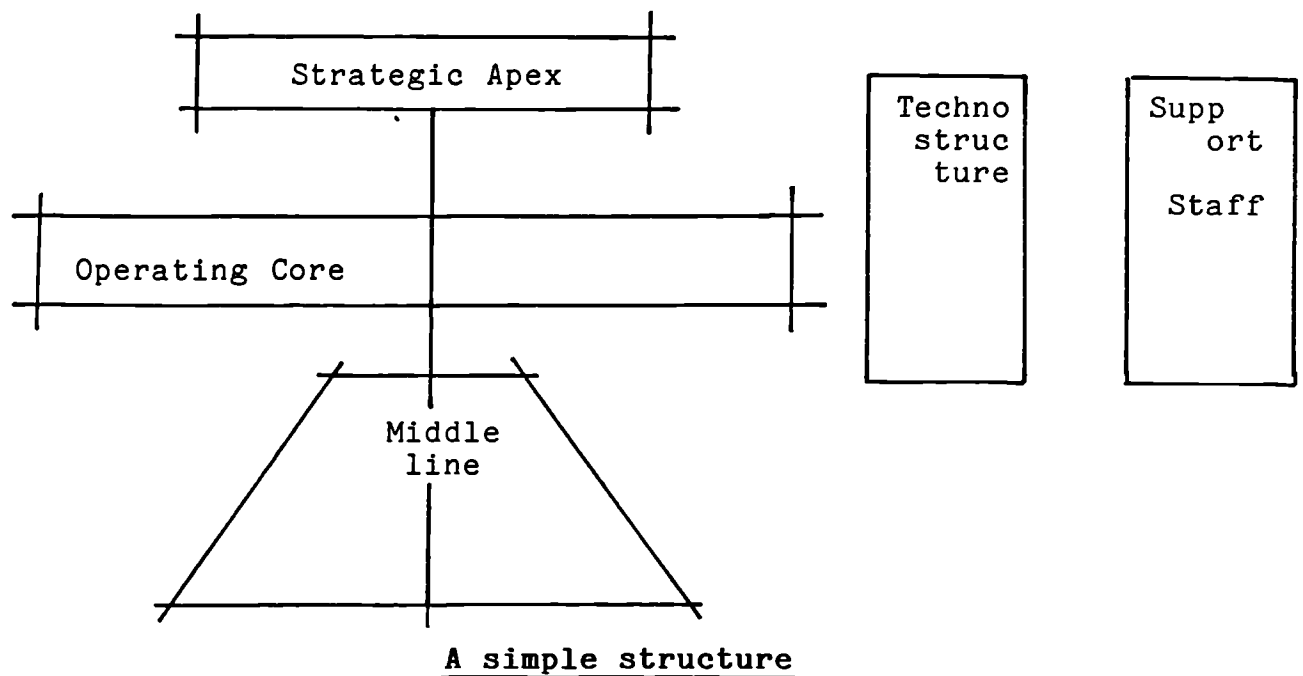 Strategic Apex
Techno
struc
ture
Supp
ort
Staff
Operating Core
Middle
line
A simple structure